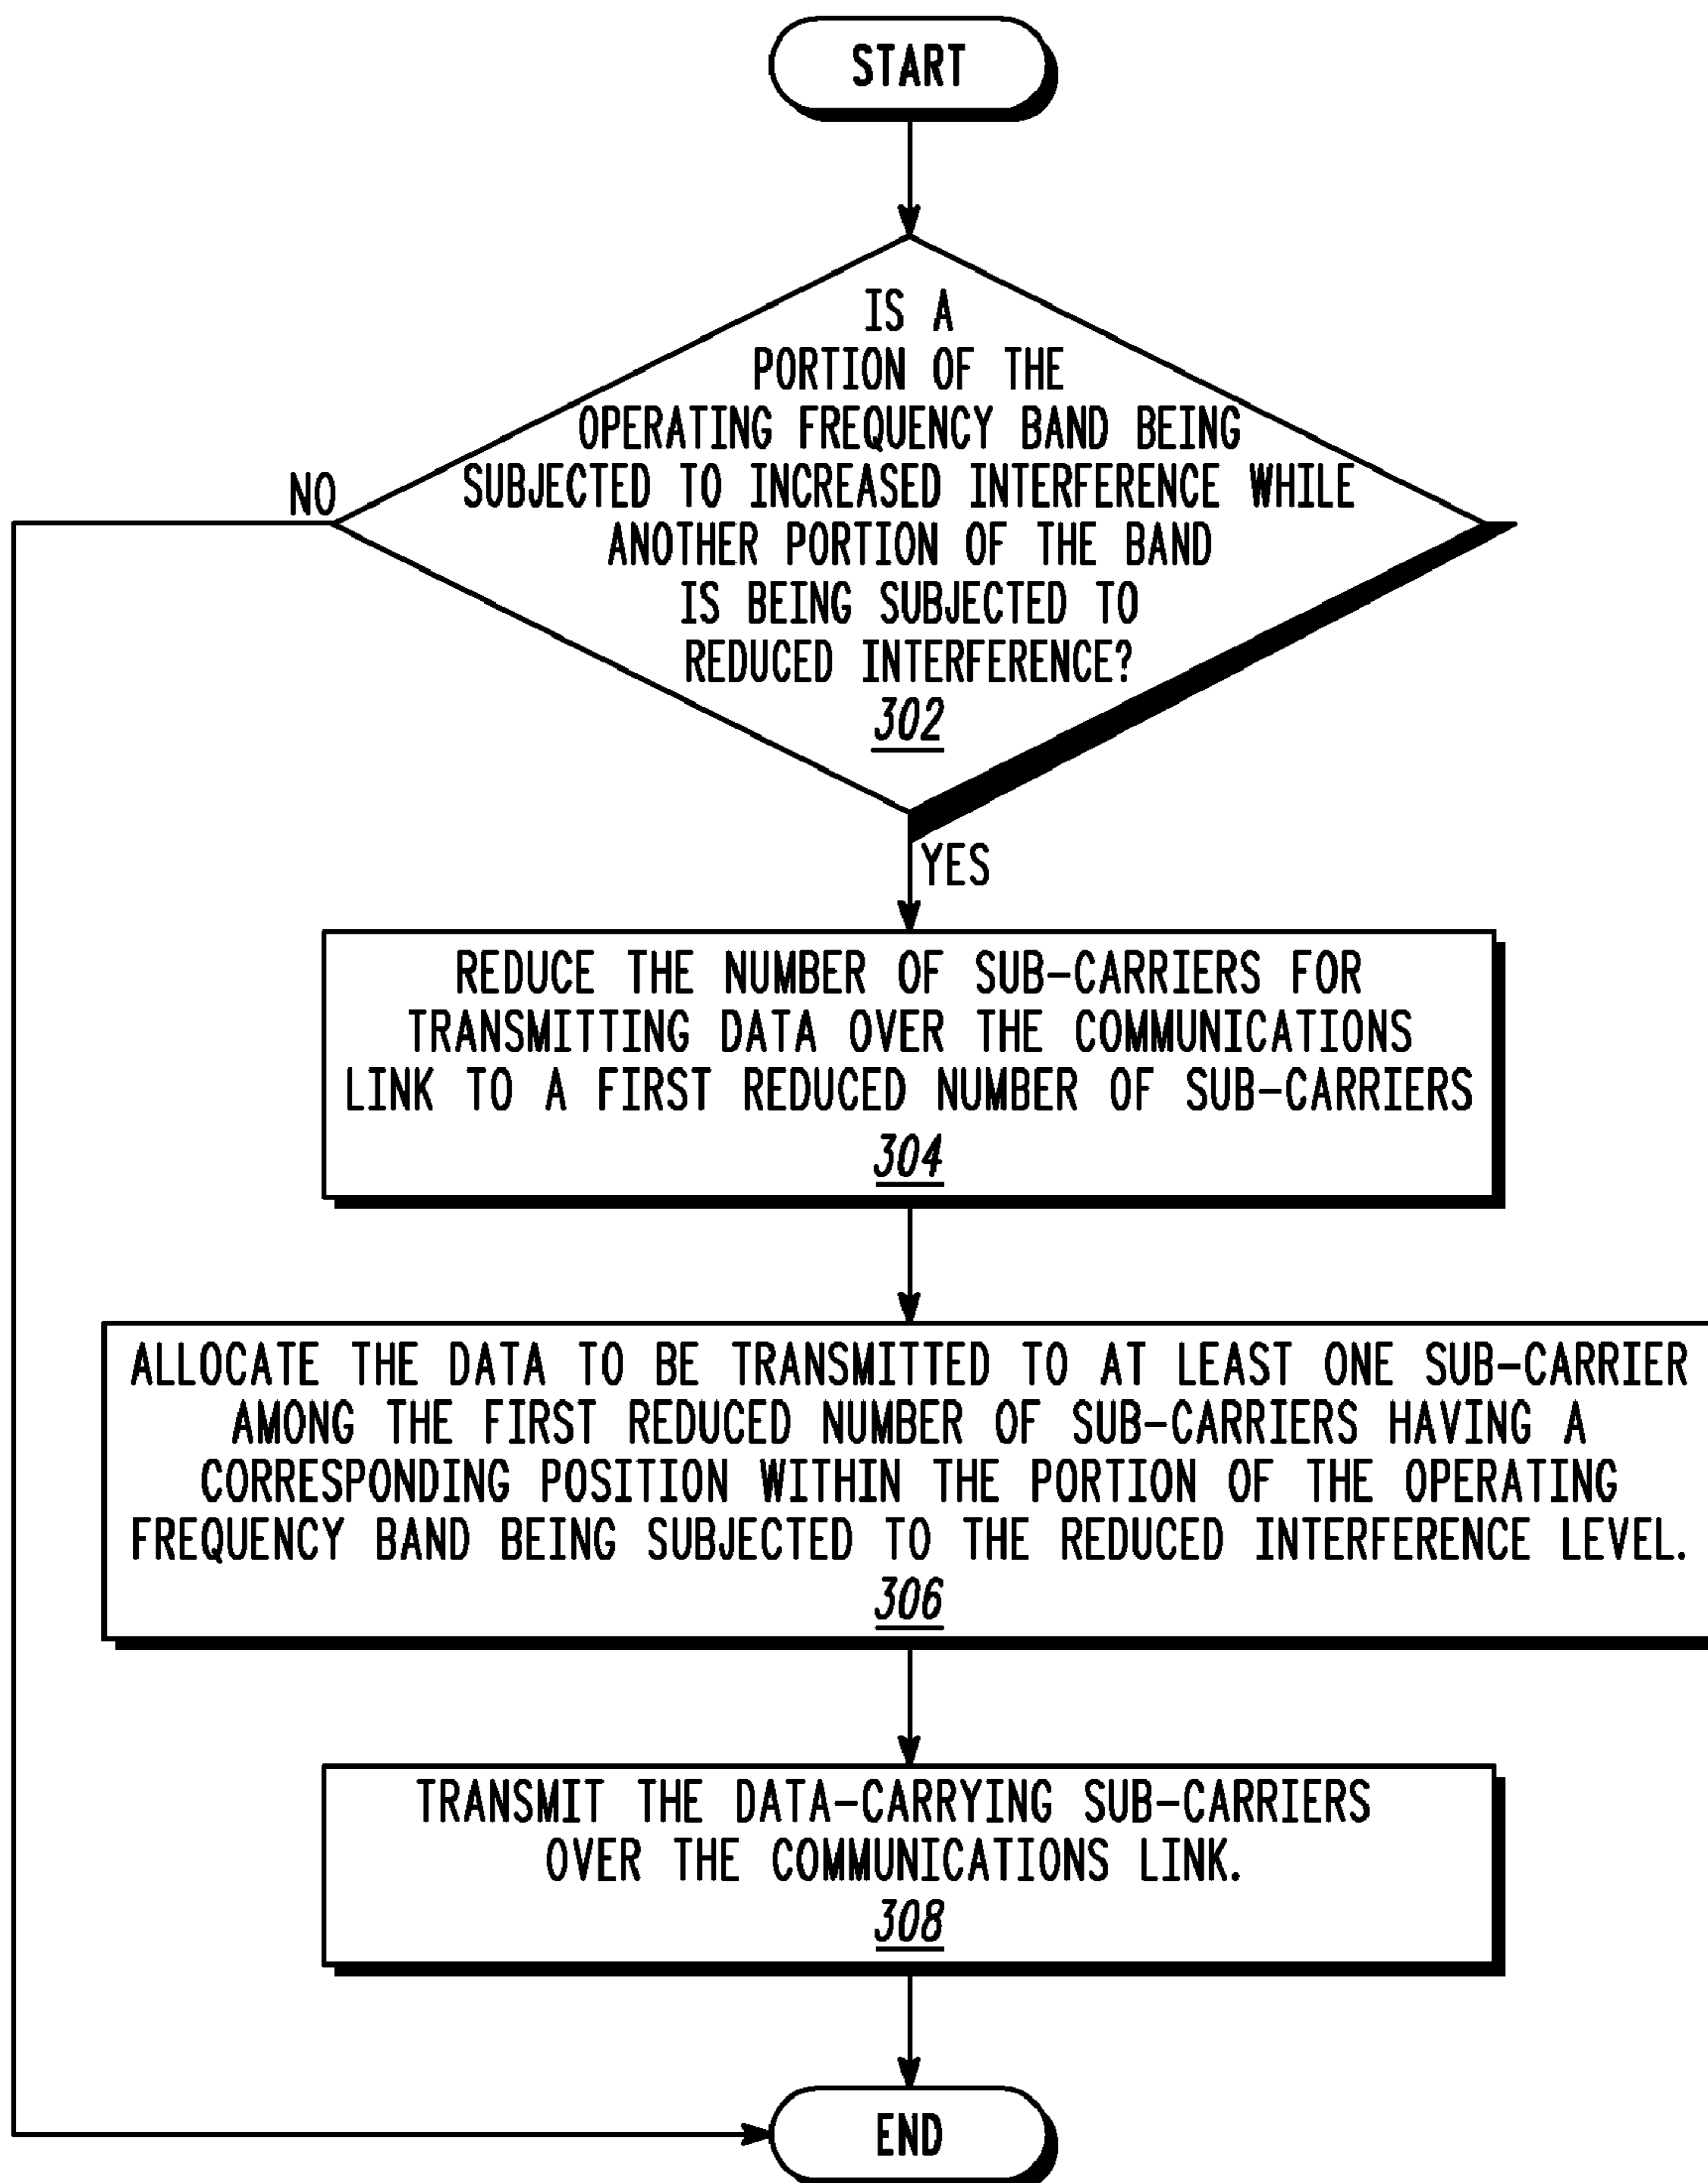 START
IS A
PORTION OF THE
OPERATING FREQUENCY BAND BEING
SUBJECTED TO INCREASED INTERFERENCE WHILE
ANOTHER PORTION OF THE BAND
IS BEING SUBJECTED TO
REDUCED INTERFERENCE?
302
NO
YES
REDUCE THE NUMBER OF SUB-CARRIERS FOR
TRANSMITTING DATA OVER THE COMMUNICATIONS
LINK TO A FIRST REDUCED NUMBER OF SUB-CARRIERS
304
ALLOCATE THE DATA TO BE TRANSMITTED TO AT LEAST ONE SUB-CARRIER
AMONG THE FIRST REDUCED NUMBER OF SUB-CARRIERS HAVING A
CORRESPONDING POSITION WITHIN THE PORTION OF THE OPERATING
FREQUENCY BAND BEING SUBJECTED TO THE REDUCED INTERFERENCE LEVEL.
306
TRANSMIT THE DATA-CARRYING SUB-CARRIERS
OVER THE COMMUNICATIONS LINK.
308
END